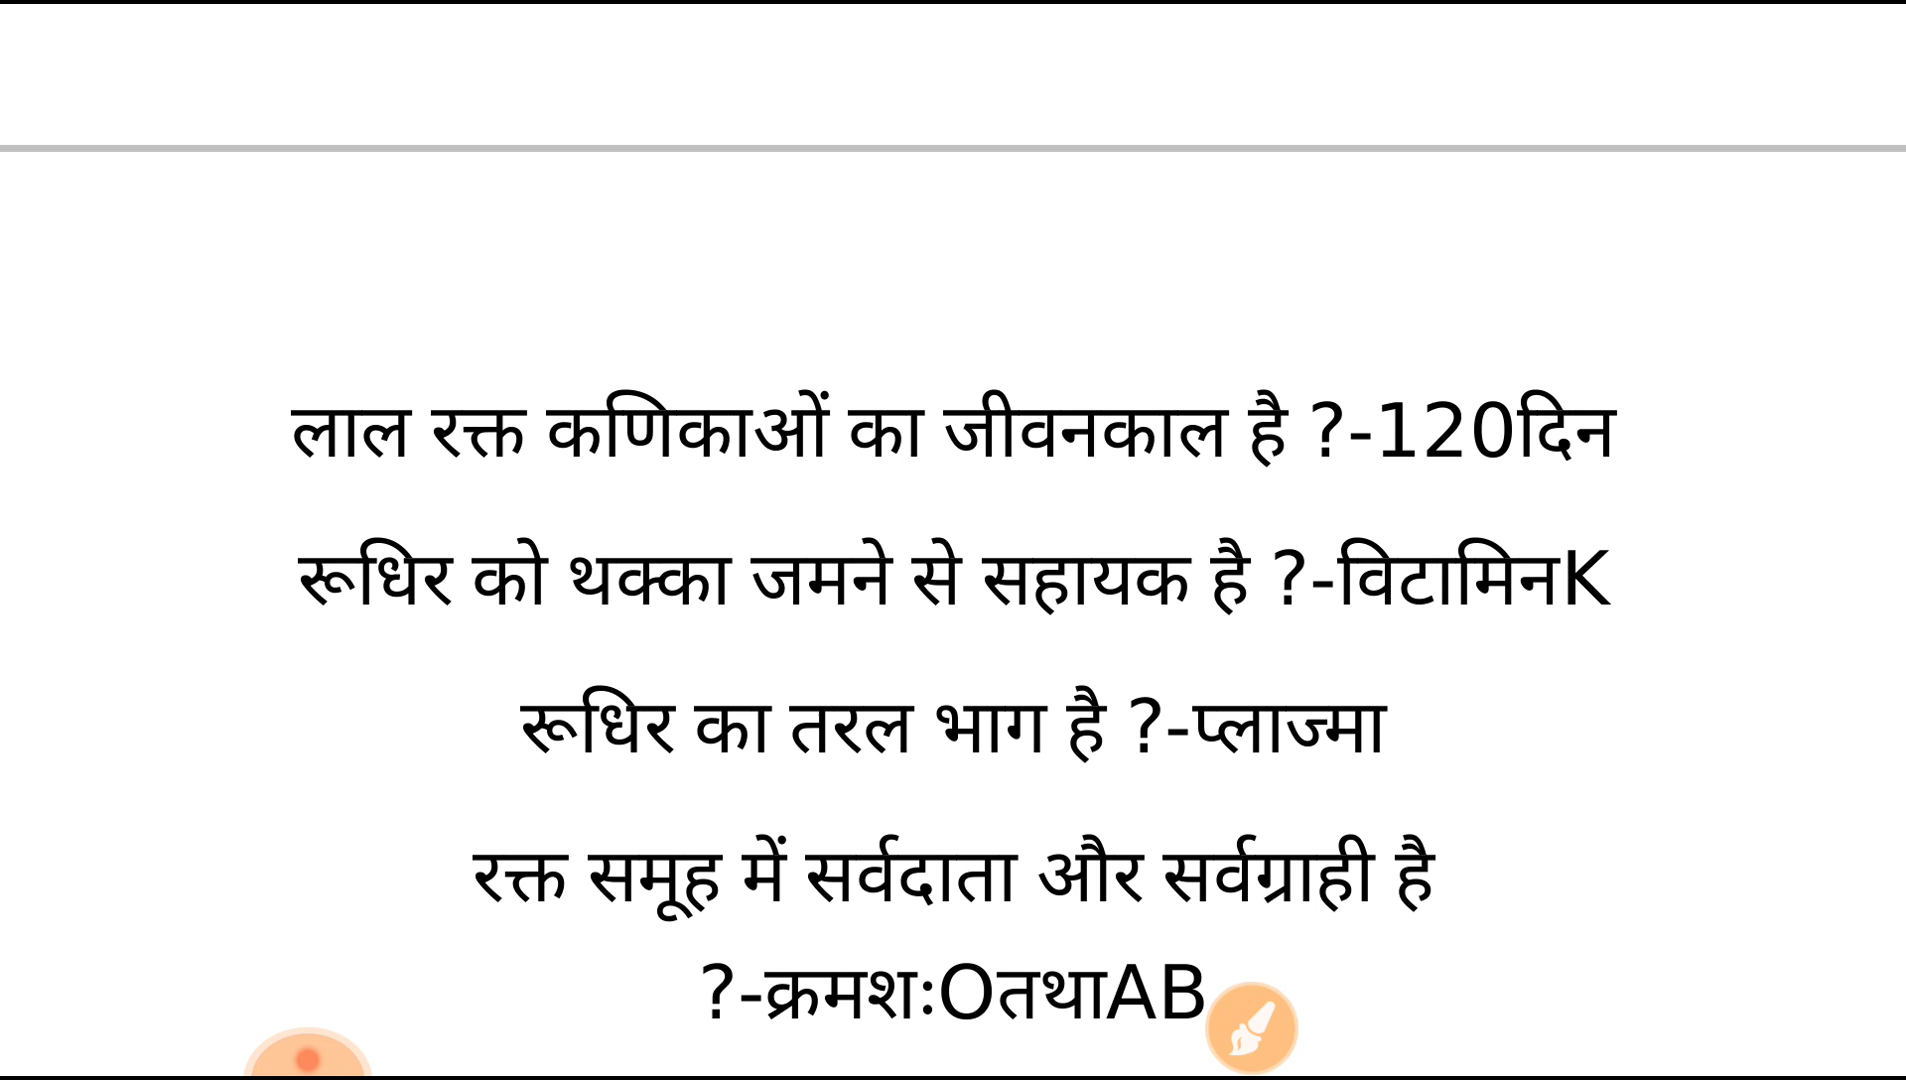 लाल रक्त कणिकाओं का जीवनकाल है ?-120दिन
रूधिर को थक्का जमने से सहायक है ?-विटामिनK
रूधिर का तरल भाग है ?-प्लाज्मा
रक्त समूह में सर्वदाता और सर्वग्राही है
?-क्रमशःOतथाAB